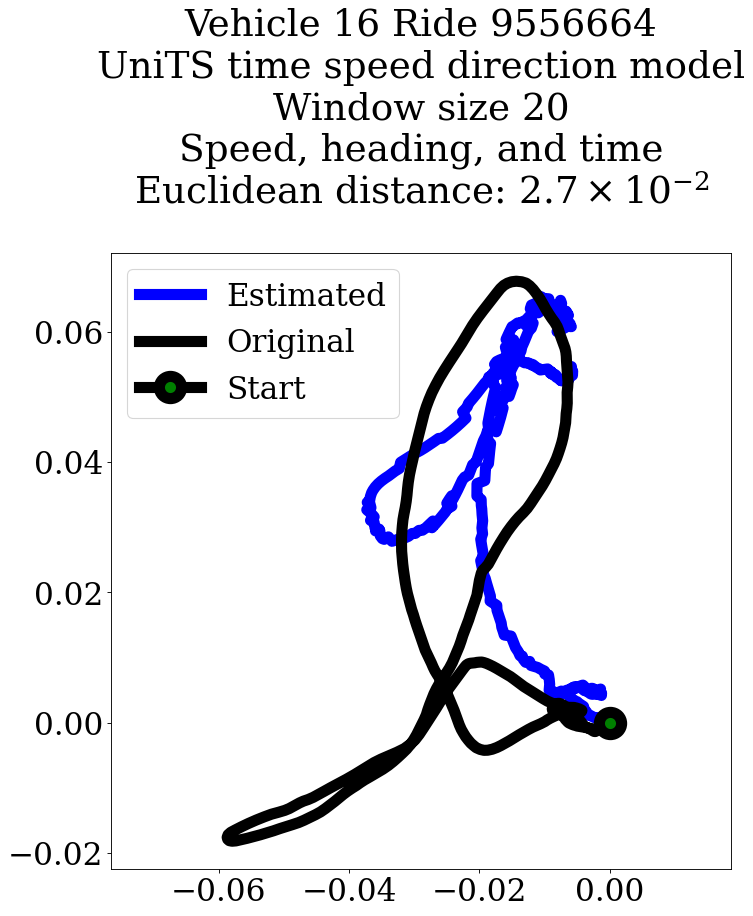 Vehicle 16 Ride 9556664
UniTS time speed direction model
Window size 20
Speed, heading, and time
Euclidean distance: 2.7 × 10⁻²
Estimated
Original
Start
0.06
0.04
0.02
0.00
−0.02
−0.06 −0.04 −0.02 0.00